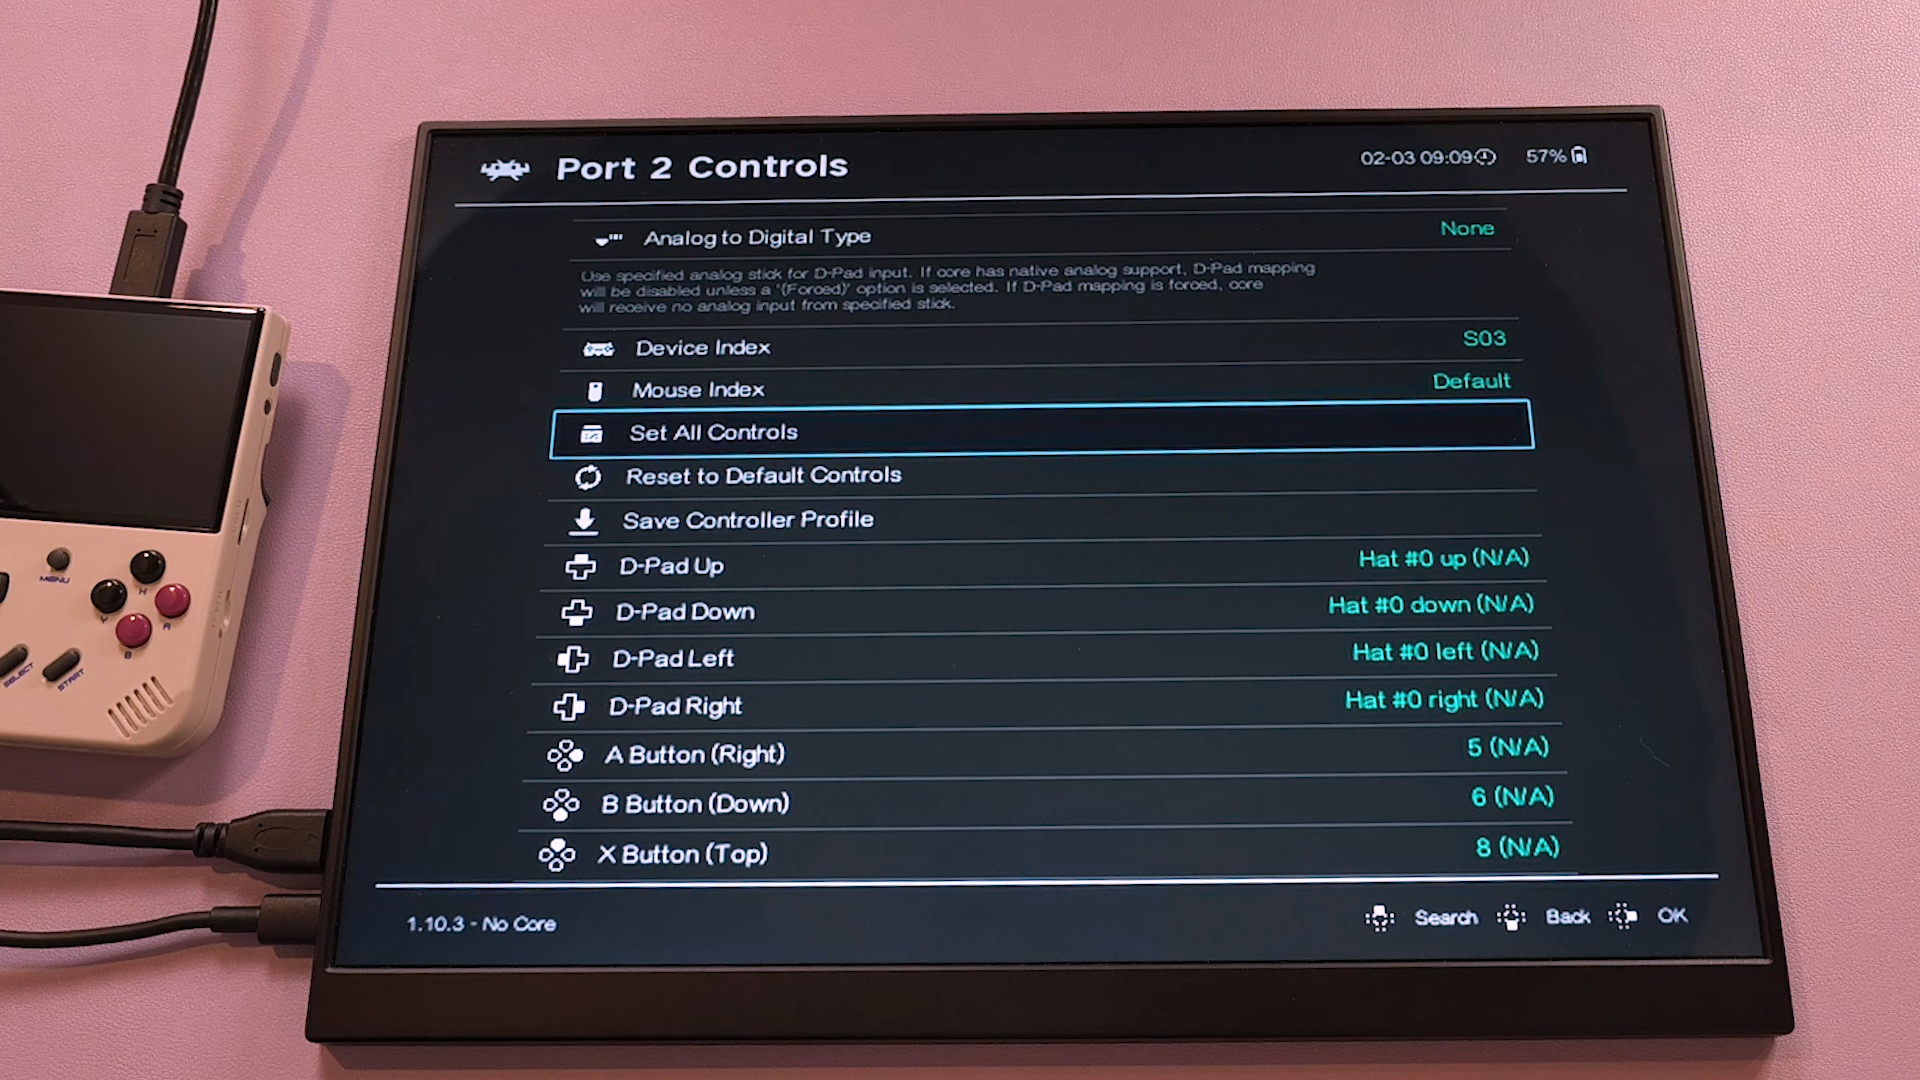 Port 2 Controls
02-03 09:09
57%
Analog to Digital Type
None
Use specified analog stick for D-Pad input. If core has native analog support, D-Pad mapping
will be disabled unless a '(Forced)' option is selected. If D-Pad mapping is forced, core
will receive no analog input from specified stick.
Device Index
S03
Mouse Index
Default
Set All Controls
Reset to Default Controls
Save Controller Profile
D-Pad Up
Hat #0 up (N/A)
D-Pad Down
Hat #0 down (N/A)
D-Pad Left
Hat #0 left (N/A)
D-Pad Right
Hat #0 right (N/A)
A Button (Right)
5 (N/A)
B Button (Down)
6 (N/A)
X Button (Top)
8 (N/A)
1.10.3 - No Core
Search
Back
OK
MENU
X
Y
A
B
SELECT
START